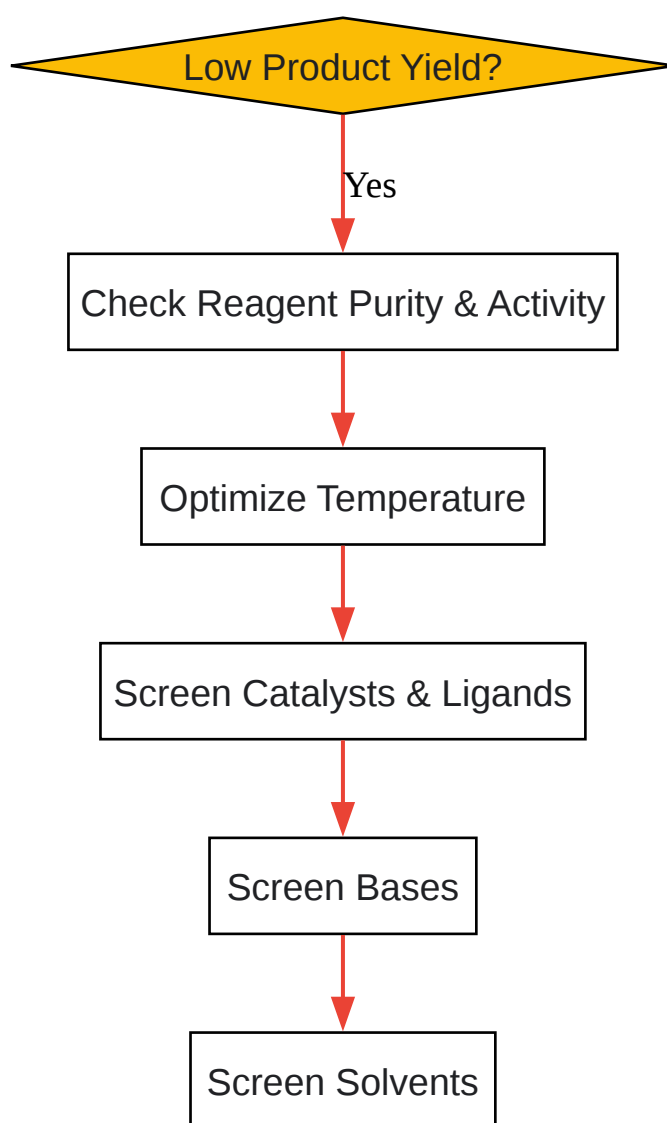 Low Product Yield?
Yes
Check Reagent Purity & Activity
Optimize Temperature
Screen Catalysts & Ligands
Screen Bases
Screen Solvents